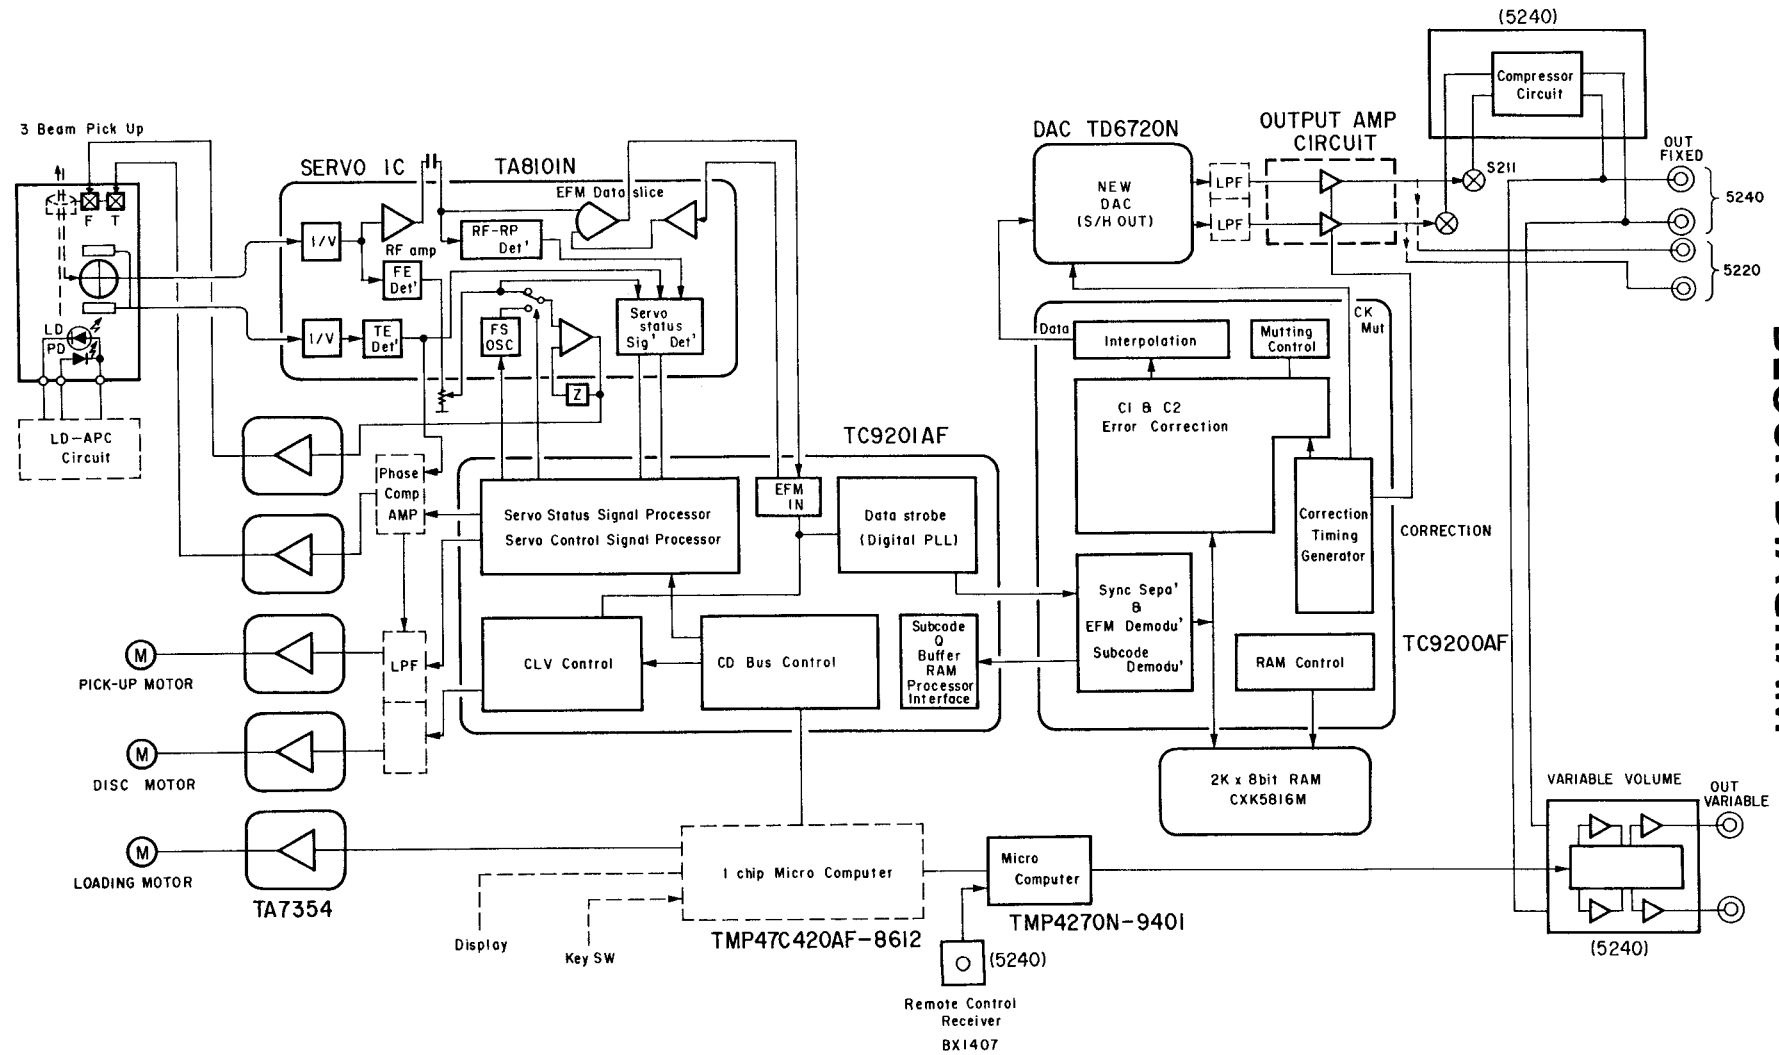 (5240)
Compressor
Circuit
3 Beam Pick Up
F T
LD
PD
LD-APC
Circuit
SERVO IC TA8101N
EFM Data slice
I/V
RF amp
RF-RP
Det'
FE
Det'
I/V
TE
Det'
FS
OSC
Servo
status
Sig' Det'
Z
DAC TD6720N
NEW
DAC
(S/H OUT)
LPF
LPF
OUTPUT AMP
CIRCUIT
S211
OUT
FIXED
5240
5220
Data
CK
Mut
Interpolation
Mutting
Control
C1 & C2
Error Correction
Correction
Timing
Generator
CORRECTION
Sync Sepa'
&
EFM Demodu'
Subcode
Demodu'
RAM Control
TC9200AF
2K x 8bit RAM
CXK5816M
TC9201AF
Servo Status Signal Processor
Servo Control Signal Processor
EFM
IN
Data strobe
(Digital PLL)
CLV Control
CD Bus Control
Subcode
Q
Buffer
RAM
Processor
Interface
Phase
Comp
AMP
LPF
M
PICK-UP MOTOR
M
DISC MOTOR
M
LOADING MOTOR
TA7354
1 chip Micro Computer
TMP47C420AF-8612
Display
Key SW
Micro
Computer
TMP4270N-9401
(5240)
Remote Control
Receiver
BX1407
VARIABLE VOLUME
OUT
VARIABLE
(5240)